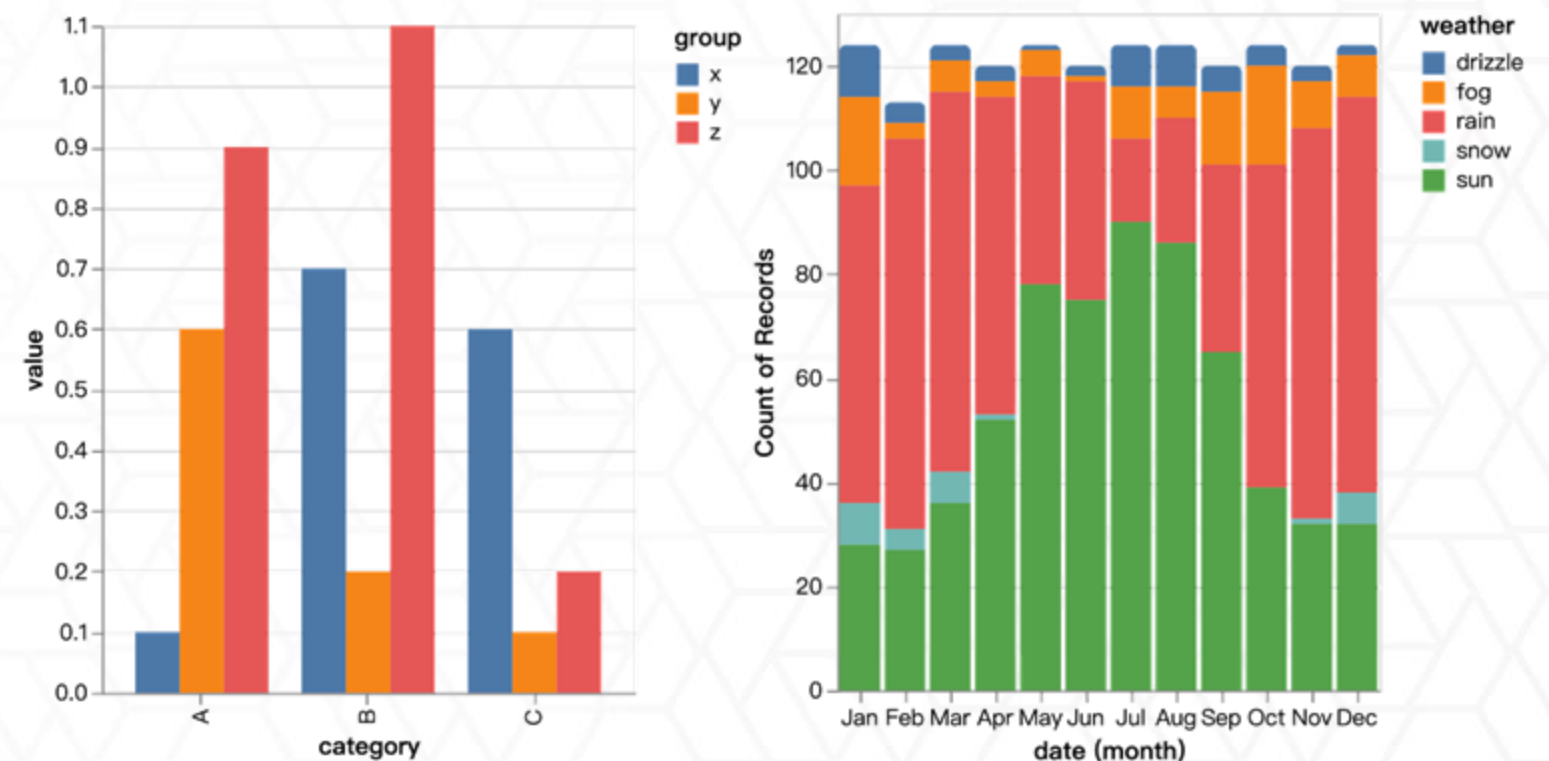 1.1
1.0
0.9
0.8
0.7
0.6
0.5
0.4
0.3
0.2
0.1
0.0
value
A B C
category
group
x
y
z
120
100
80
60
40
20
0
Count of Records
Jan Feb Mar Apr May Jun Jul Aug Sep Oct Nov Dec
date (month)
weather
drizzle
fog
rain
snow
sun